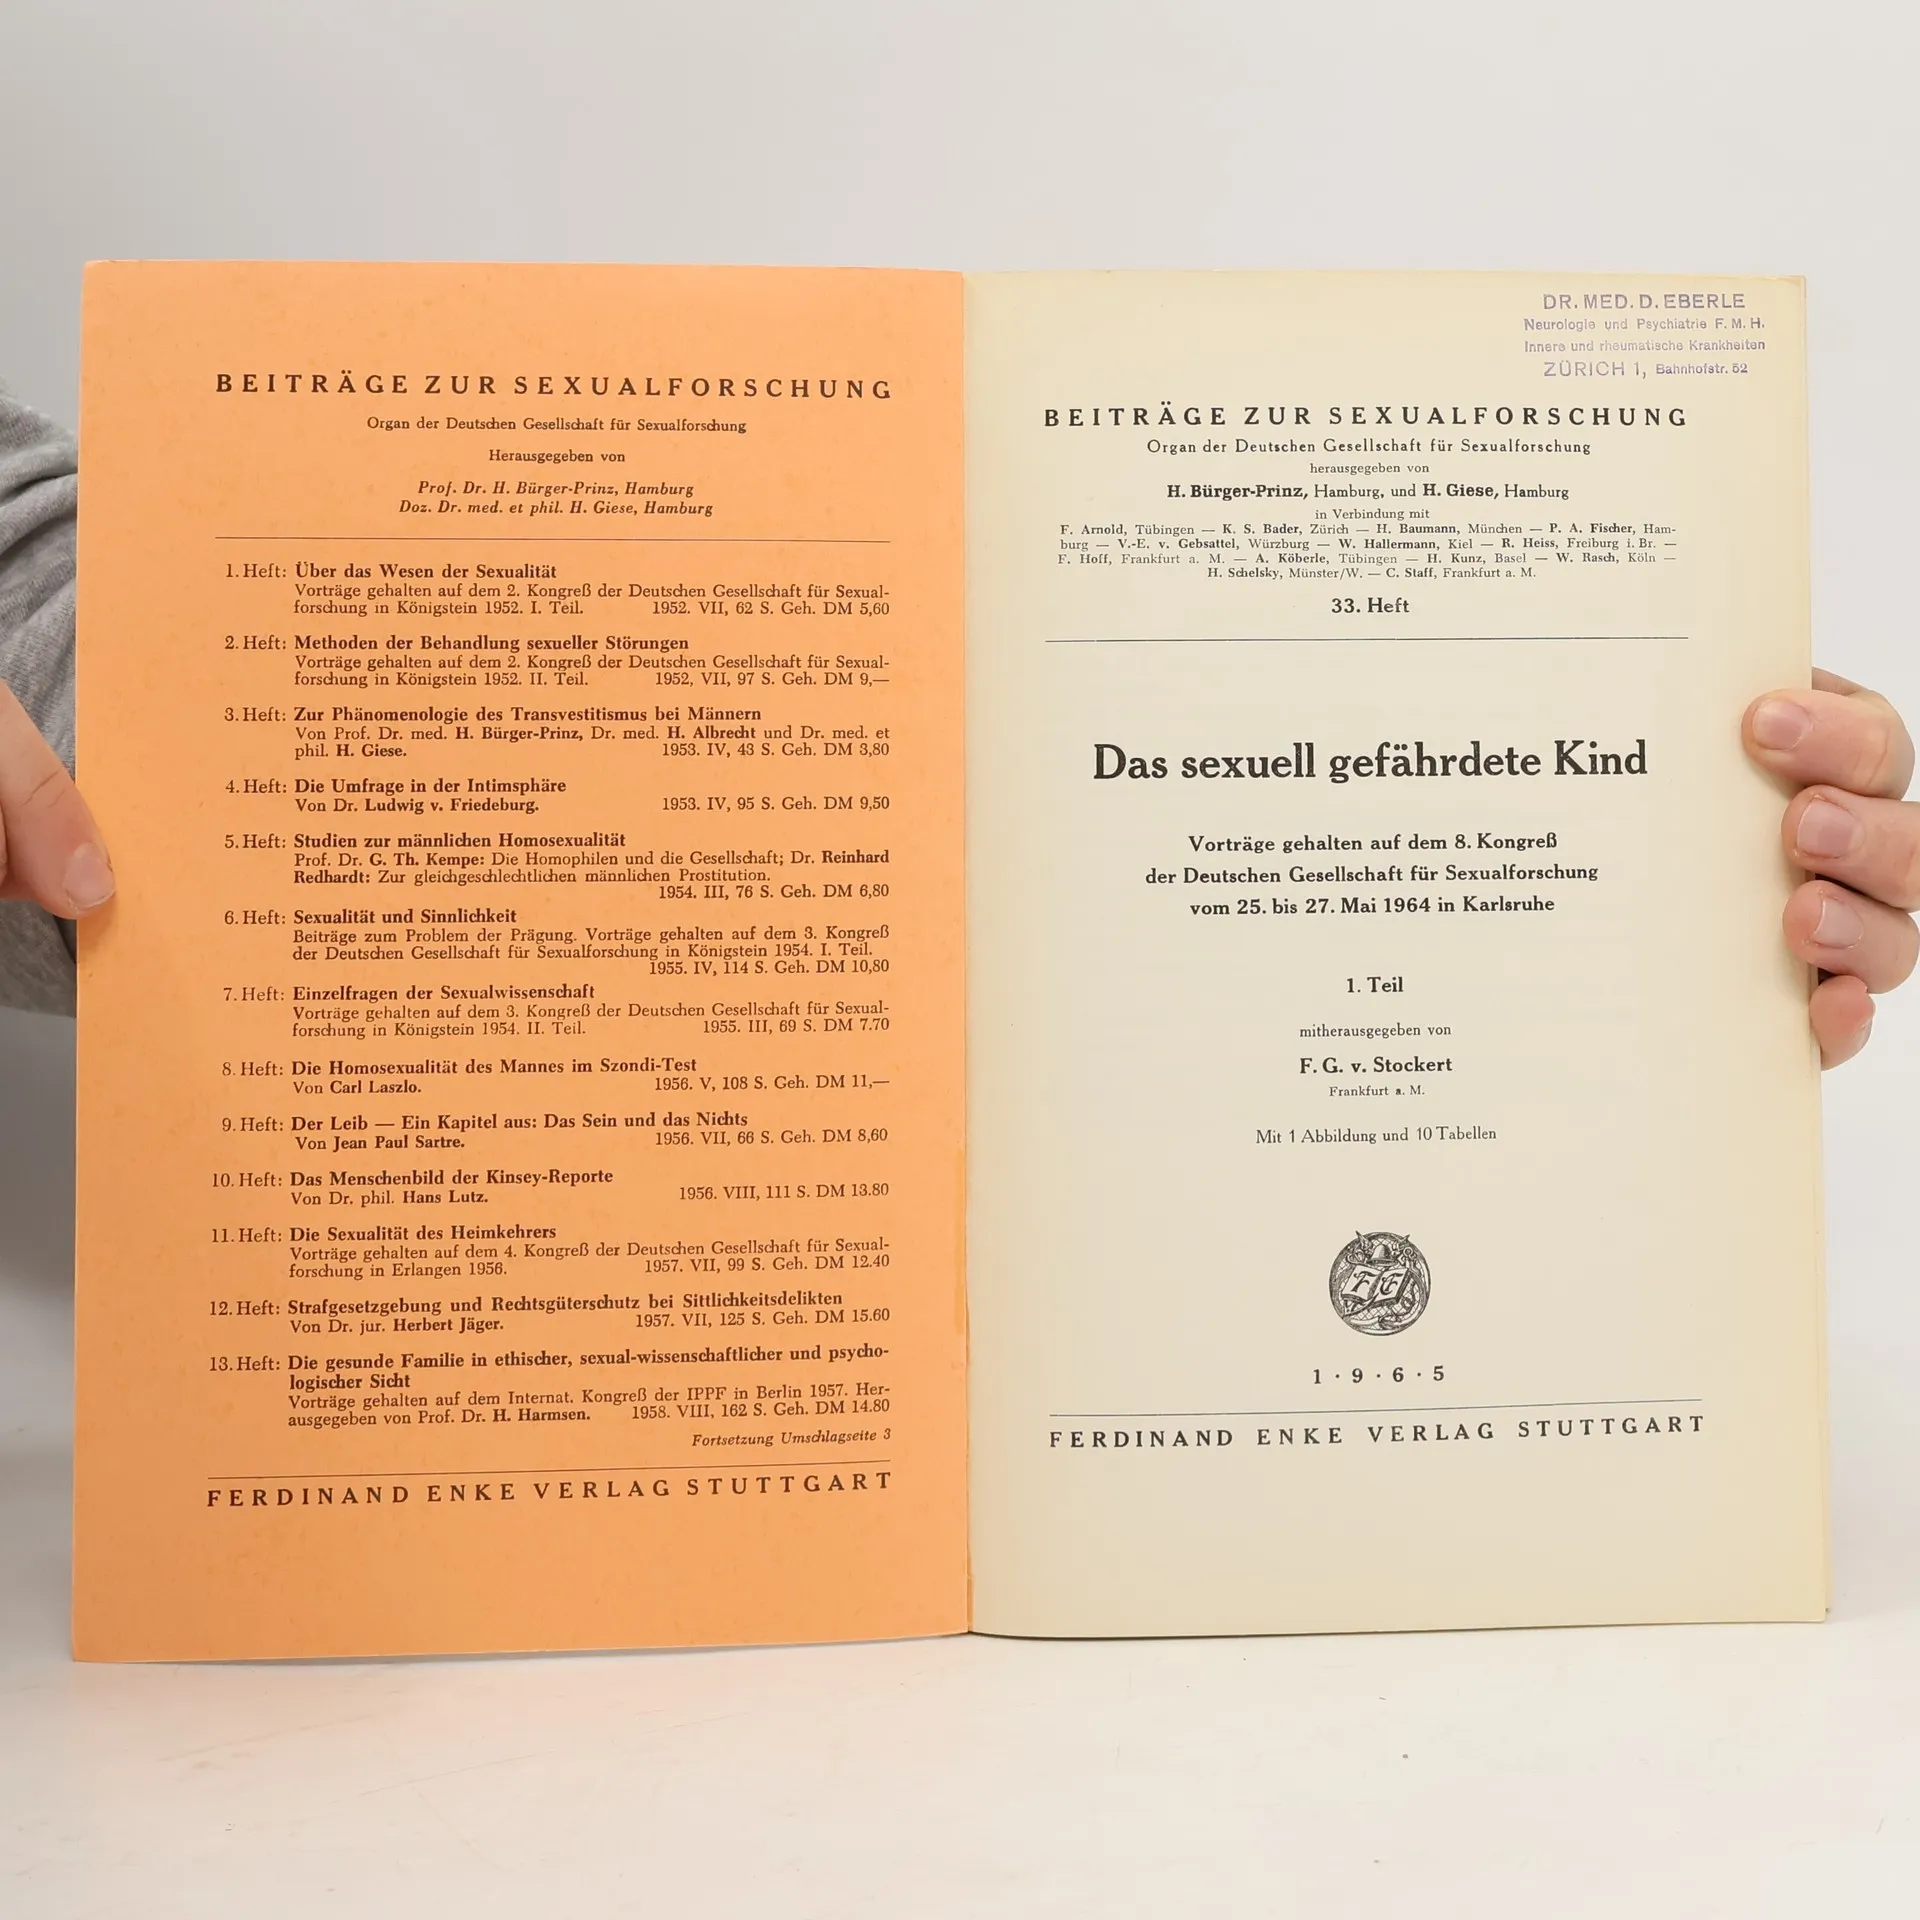 BEITRÄGE ZUR SEXUALFORSCHUNG
Organ der Deutschen Gesellschaft für Sexualforschung
Herausgegeben von
Prof. Dr. H. Bürger-Prinz, Hamburg
Doz. Dr. med. et phil. H. Giese, Hamburg
1. Heft: Über das Wesen der Sexualität
Vorträge gehalten auf dem 2. Kongreß der Deutschen Gesellschaft für Sexual-
forschung in Königstein 1952. I. Teil. 1952. VII, 62 S. Geh. DM 5,60
2. Heft: Methoden der Behandlung sexueller Störungen
Vorträge gehalten auf dem 2. Kongreß der Deutschen Gesellschaft für Sexual-
forschung in Königstein 1952. II. Teil. 1952, VII, 97 S. Geh. DM 9,—
3. Heft: Zur Phänomenologie des Transvestitismus bei Männern
Von Prof. Dr. med. H. Bürger-Prinz, Dr. med. H. Albrecht und Dr. med. et
phil. H. Giese. 1953. IV, 43 S. Geh. DM 3,80
4. Heft: Die Umfrage in der Intimsphäre
Von Dr. Ludwig v. Friedeburg. 1953. IV, 95 S. Geh. DM 9,50
5. Heft: Studien zur männlichen Homosexualität
Prof. Dr. G. Th. Kempe: Die Homophilen und die Gesellschaft; Dr. Reinhard
Redhardt: Zur gleichgeschlechtlichen männlichen Prostitution.
1954. III, 76 S. Geh. DM 6,80
6. Heft: Sexualität und Sinnlichkeit
Beiträge zum Problem der Prägung. Vorträge gehalten auf dem 3. Kongreß
der Deutschen Gesellschaft für Sexualforschung in Königstein 1954. I. Teil.
1955. IV, 114 S. Geh. DM 10,80
7. Heft: Einzelfragen der Sexualwissenschaft
Vorträge gehalten auf dem 3. Kongreß der Deutschen Gesellschaft für Sexual-
forschung in Königstein 1954. II. Teil. 1955. III, 69 S. DM 7.70
8. Heft: Die Homosexualität des Mannes im Szondi-Test
Von Carl Laszlo. 1956. V, 108 S. Geh. DM 11,—
9. Heft: Der Leib — Ein Kapitel aus: Das Sein und das Nichts
Von Jean Paul Sartre. 1956. VII, 66 S. Geh. DM 8,60
10. Heft: Das Menschenbild der Kinsey-Reporte
Von Dr. phil. Hans Lutz. 1956. VIII, 111 S. DM 13.80
11. Heft: Die Sexualität des Heimkehrers
Vorträge gehalten auf dem 4. Kongreß der Deutschen Gesellschaft für Sexual-
forschung in Erlangen 1956. 1957. VII, 99 S. Geh. DM 12.40
12. Heft: Strafgesetzgebung und Rechtsgüterschutz bei Sittlichkeitsdelikten
Von Dr. jur. Herbert Jäger. 1957. VII, 125 S. Geh. DM 15.60
13. Heft: Die gesunde Familie in ethischer, sexual-wissenschaftlicher und psycho-
logischer Sicht
Vorträge gehalten auf dem Internat. Kongreß der IPPF in Berlin 1957. Her-
ausgegeben von Prof. Dr. H. Harmsen. 1958. VIII, 162 S. Geh. DM 14.80
Fortsetzung Umschlagseite 3
FERDINAND ENKE VERLAG STUTTGART
DR. MED. D. EBERLE
Neurologie und Psychiatrie F. M. H.
Innere und rheumatische Krankheiten
ZÜRICH 1, Bahnhofstr. 52
BEITRÄGE ZUR SEXUALFORSCHUNG
Organ der Deutschen Gesellschaft für Sexualforschung
herausgegeben von
H. Bürger-Prinz, Hamburg, und H. Giese, Hamburg
in Verbindung mit
F. Arnold, Tübingen — K. S. Bader, Zürich — H. Baumann, München — P. A. Fischer, Ham-
burg — V.-E. v. Gebsattel, Würzburg — W. Hallermann, Kiel — R. Heiss, Freiburg i. Br. —
F. Hoff, Frankfurt a. M. — A. Köberle, Tübingen — H. Kunz, Basel — W. Rasch, Köln —
H. Schelsky, Münster/W. — C. Staff, Frankfurt a. M.
33. Heft
Das sexuell gefährdete Kind
Vorträge gehalten auf dem 8. Kongreß
der Deutschen Gesellschaft für Sexualforschung
vom 25. bis 27. Mai 1964 in Karlsruhe
1. Teil
mitherausgegeben von
F. G. v. Stockert
Frankfurt a. M.
Mit 1 Abbildung und 10 Tabellen
F E
1 · 9 · 6 · 5
FERDINAND ENKE VERLAG STUTTGART